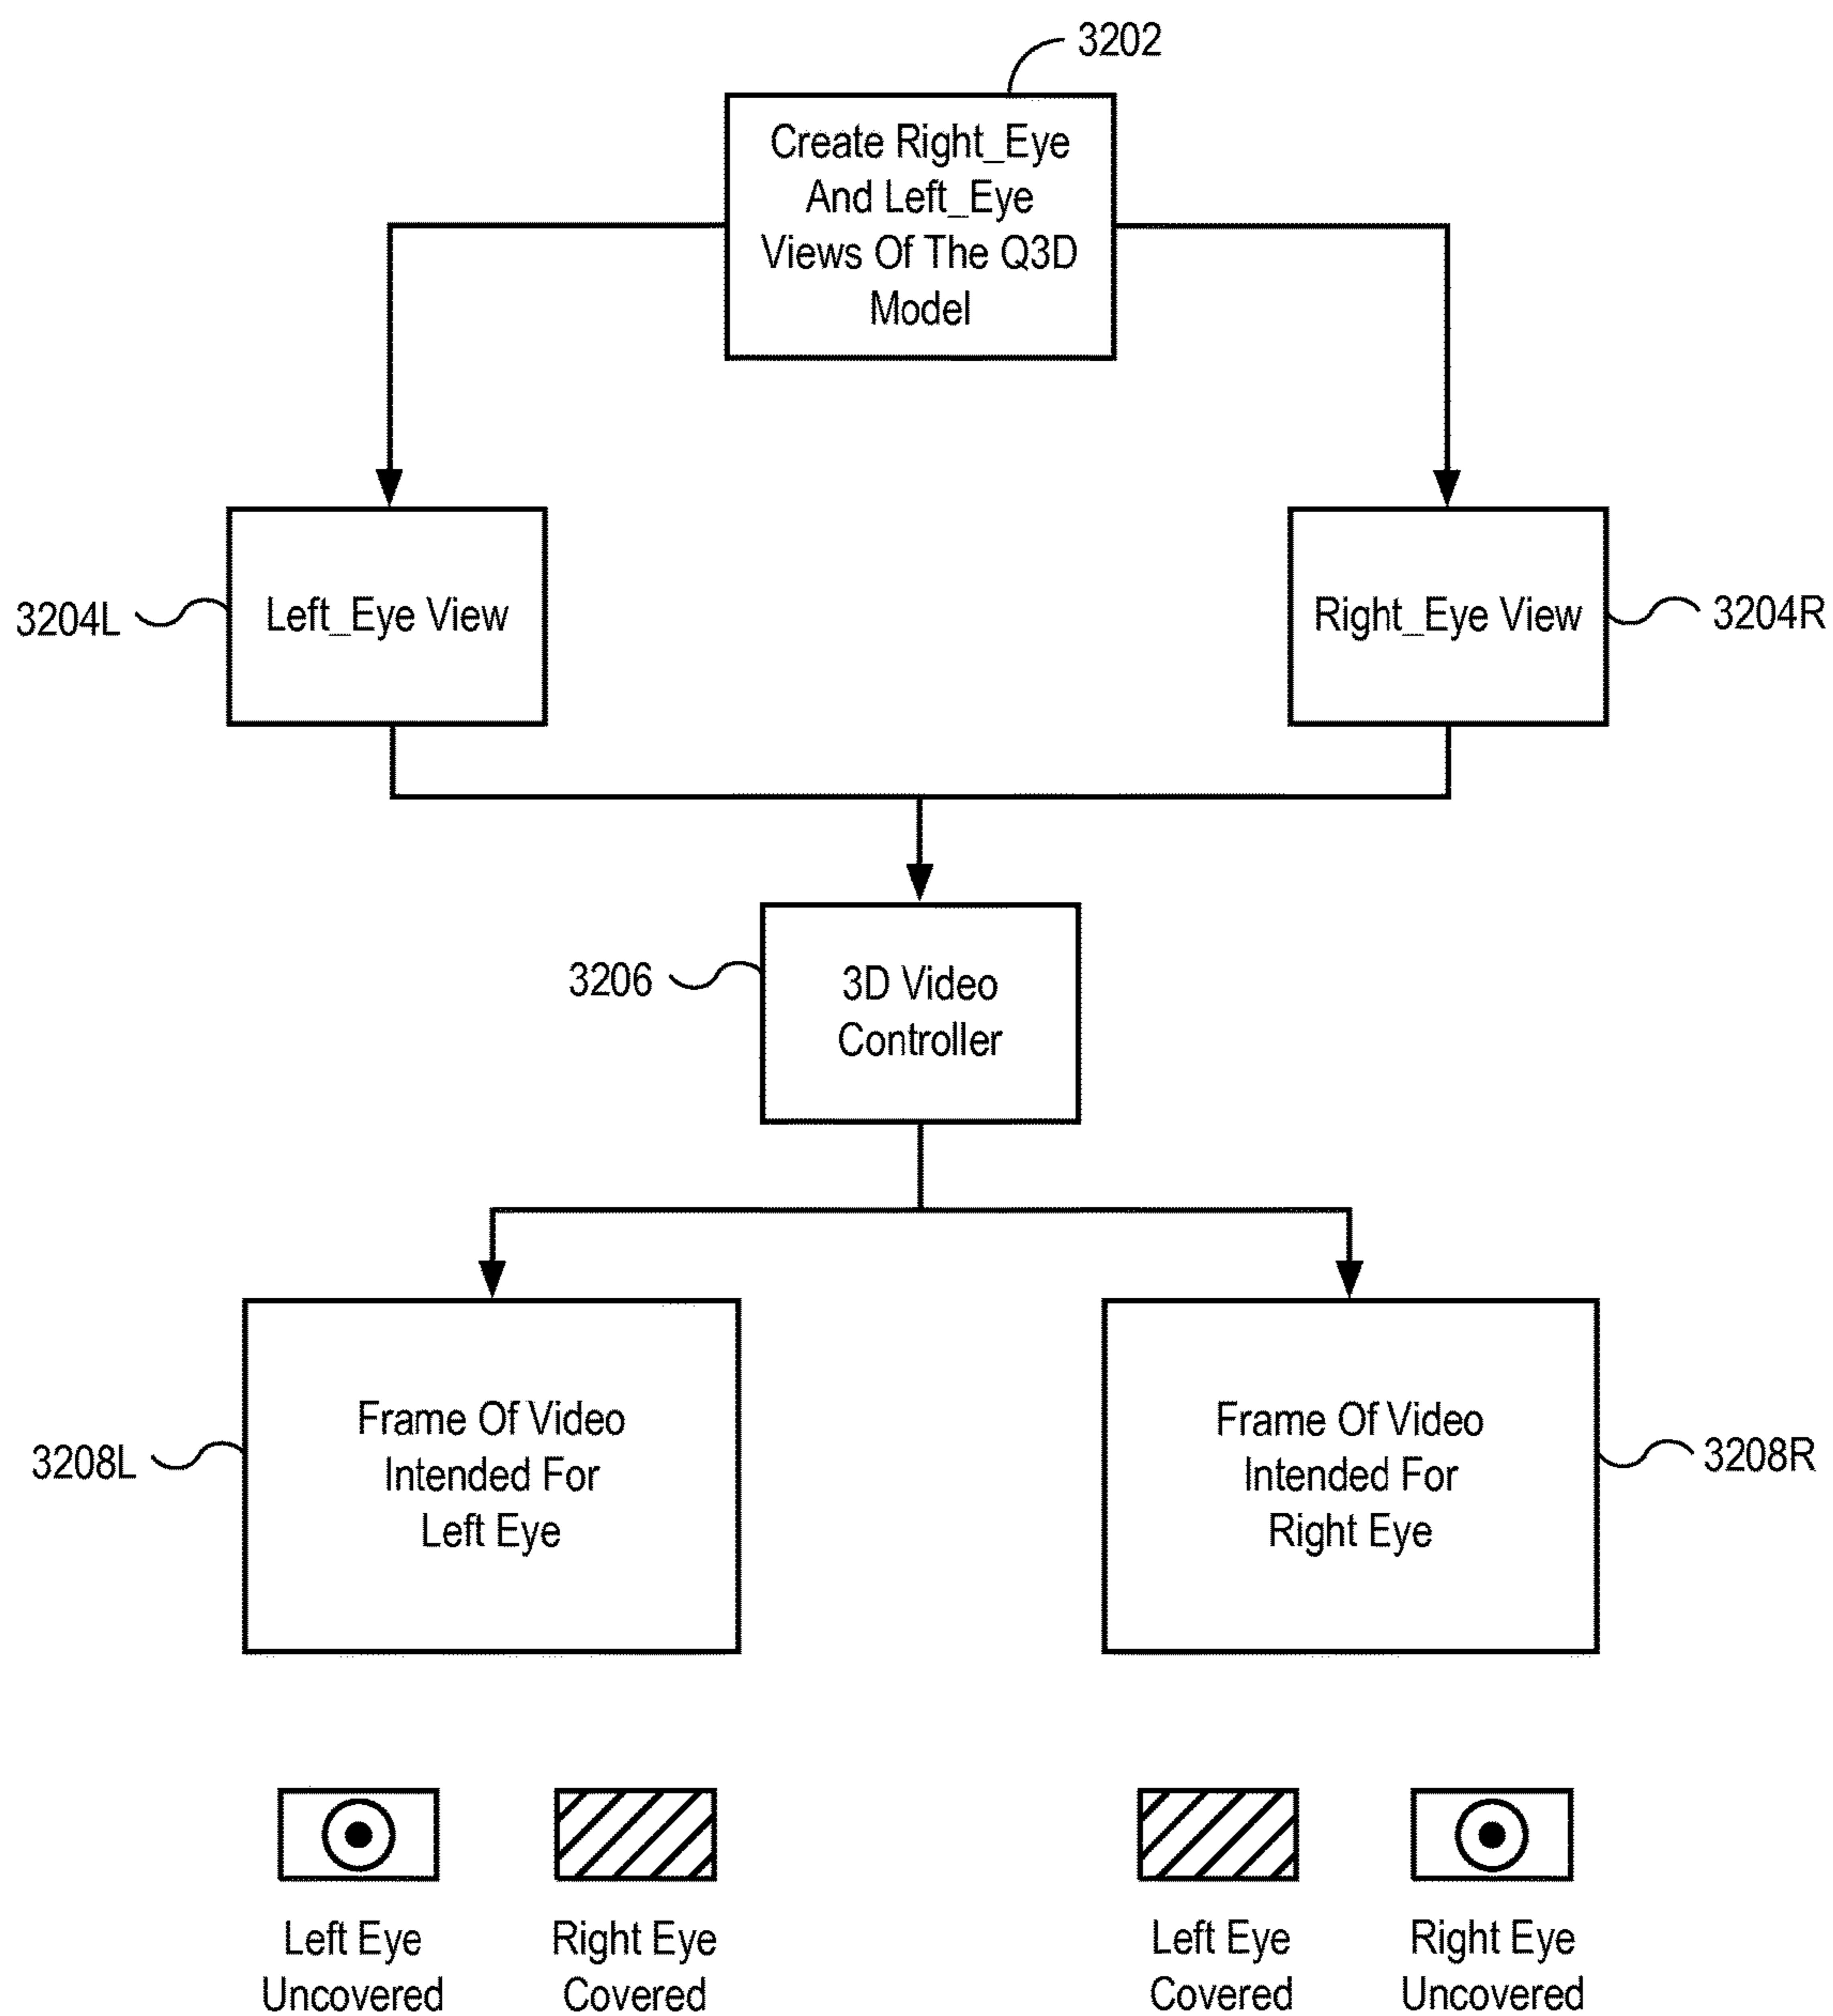 3202
Create Right_Eye
And Left_Eye
Views Of The Q3D
Model
3204L
Left_Eye View
Right_Eye View
3204R
3206
3D Video
Controller
3208L
Frame Of Video
Intended For
Left Eye
Frame Of Video
Intended For
Right Eye
3208R
Left Eye
Uncovered
Right Eye
Covered
Left Eye
Covered
Right Eye
Uncovered